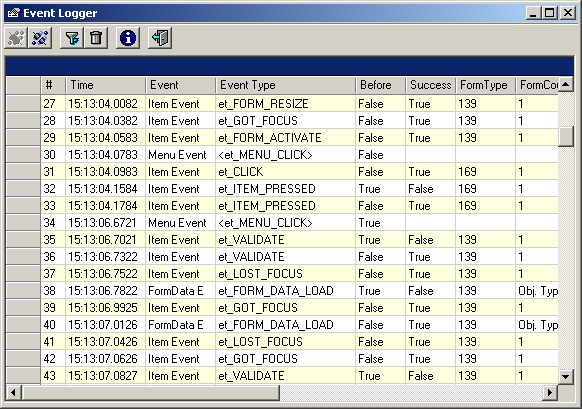 Event Logger
# Time Event Event Type Before Success FormType FormCou
27 15:13:04.0082 Item Event et_FORM_RESIZE False True 139 1
28 15:13:04.0382 Item Event et_GOT_FOCUS False True 139 1
29 15:13:04.0583 Item Event et_FORM_ACTIVATE False True 139 1
30 15:13:04.0783 Menu Event <et_MENU_CLICK> False
31 15:13:04.0983 Item Event et_CLICK False True 169 1
32 15:13:04.1584 Item Event et_ITEM_PRESSED True False 169 1
33 15:13:04.1784 Item Event et_ITEM_PRESSED False True 169 1
34 15:13:06.6721 Menu Event <et_MENU_CLICK> True
35 15:13:06.7021 Item Event et_VALIDATE True False 139 1
36 15:13:06.7322 Item Event et_VALIDATE False True 139 1
37 15:13:06.7522 Item Event et_LOST_FOCUS False True 139 1
38 15:13:06.7822 FormData E et_FORM_DATA_LOAD True False 139 Obj. Typ
39 15:13:06.9925 Item Event et_GOT_FOCUS False True 139 1
40 15:13:07.0126 FormData E et_FORM_DATA_LOAD False True 139 Obj. Typ
41 15:13:07.0426 Item Event et_LOST_FOCUS False True 139 1
42 15:13:07.0626 Item Event et_GOT_FOCUS False True 139 1
43 15:13:07.0827 Item Event et_VALIDATE True False 139 1